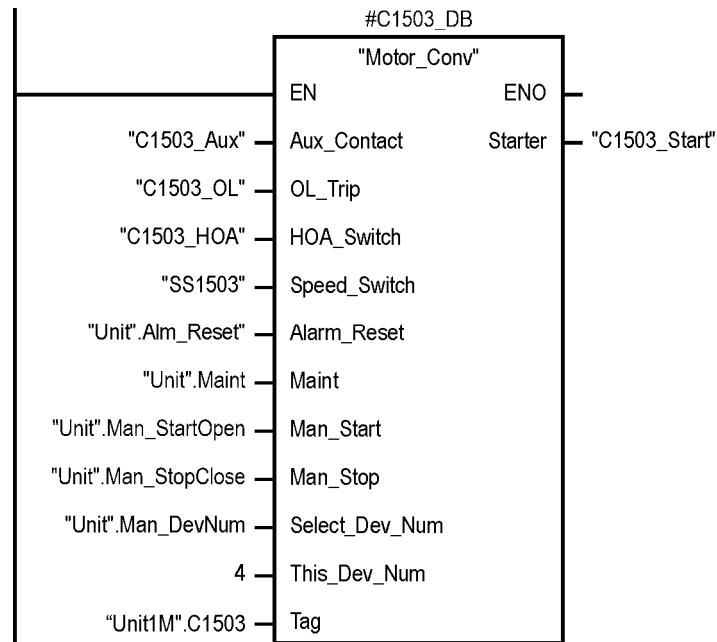 #C1503_DB
"Motor_Conv"
EN ENO
"C1503_Aux" Aux_Contact Starter "C1503_Start"
"C1503_OL" OL_Trip
"C1503_HOA" HOA_Switch
"SS1503" Speed_Switch
"Unit".Alm_Reset" Alarm_Reset
"Unit".Maint Maint
"Unit".Man_StartOpen Man_Start
"Unit".Man_StopClose Man_Stop
"Unit".Man_DevNum Select_Dev_Num
4 This_Dev_Num
"Unit1M".C1503 Tag